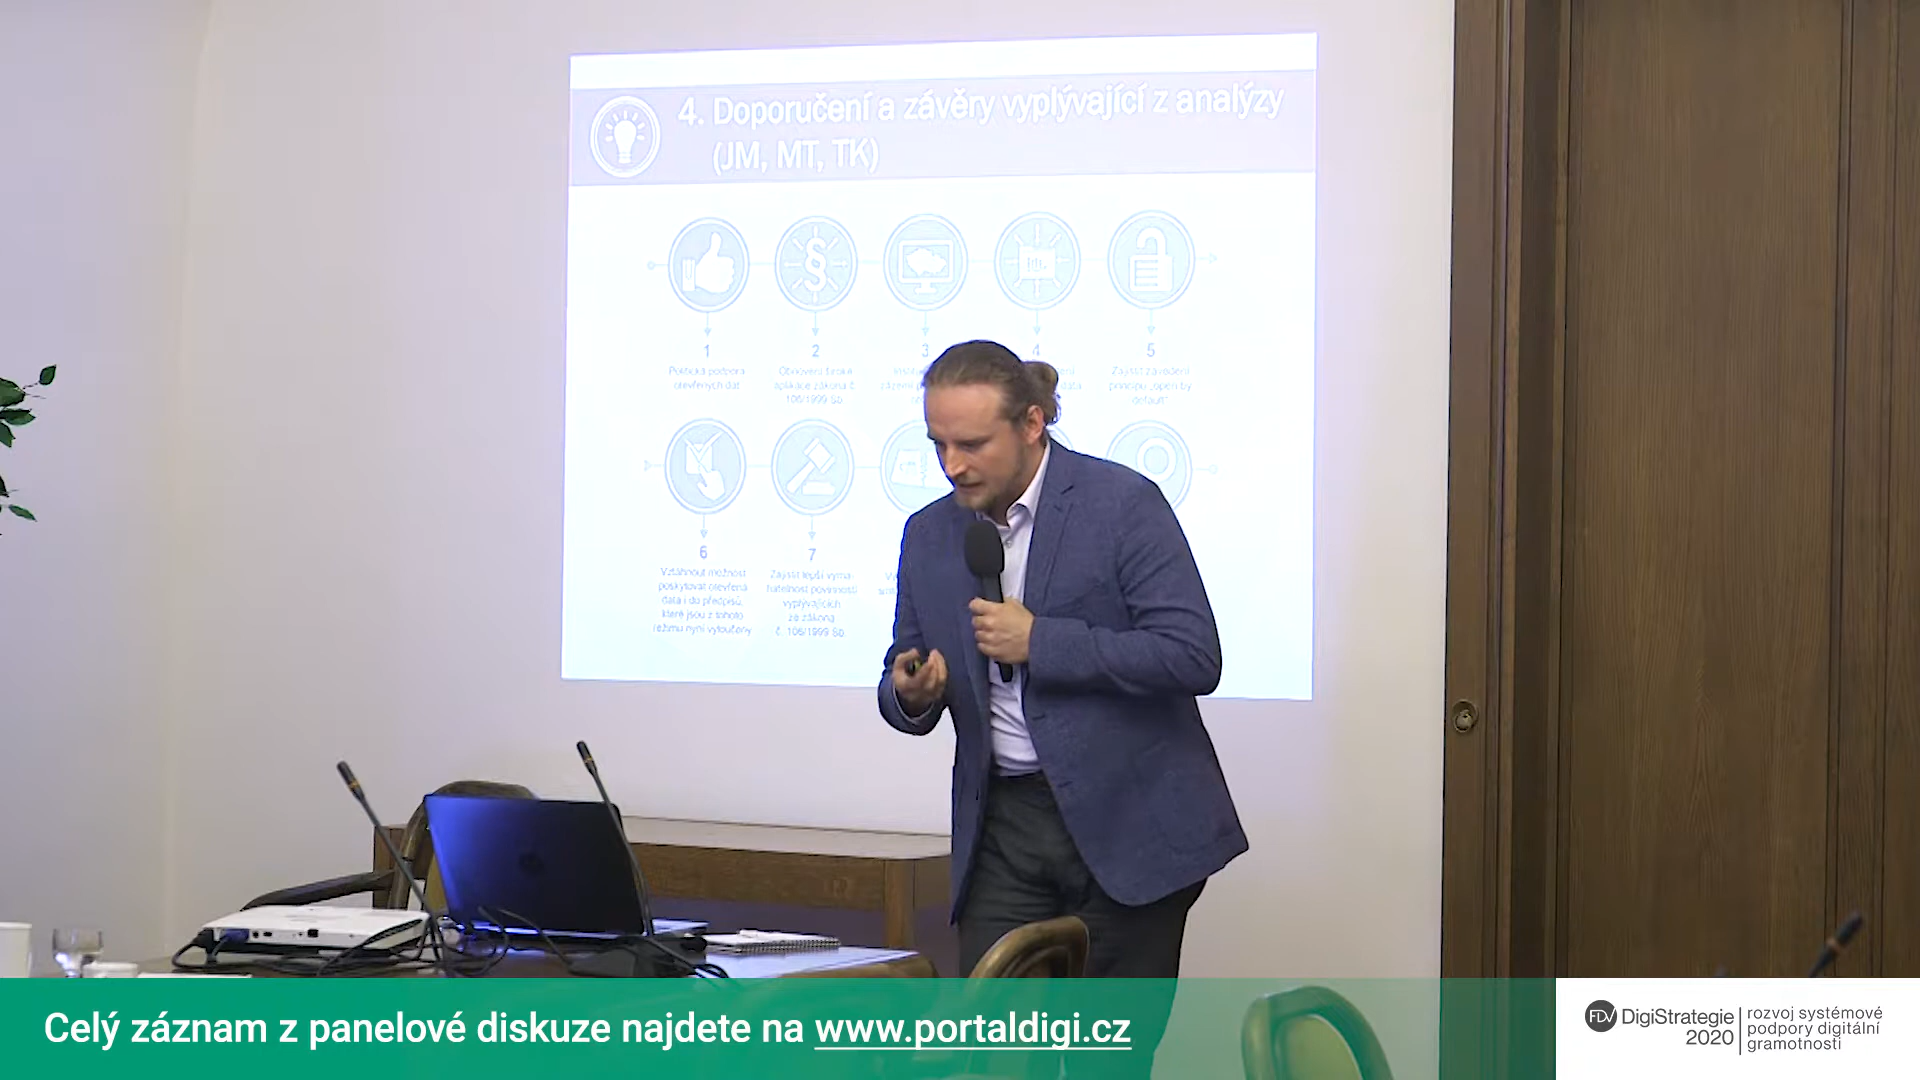 4. Doporučení a závěry vyplývající z analýzy
(JM, MT, TK)
1
2
3
4
5
Politická podpora
otevřených dat
Obnovení široké
aplikace zákona č.
106/1999 Sb.
Zajistit zavedení
principu „open by
default“
6
7
Vztáhnout možnost
poskytovat otevřená
data i do předpisů,
které jsou z tohoto
režimu nyní vyloučeny
Zajistit lepší vyma-
hatelnost povinností
vyplývajících
ze zákona
č. 106/1999 Sb.
Celý záznam z panelové diskuze najdete na www.portaldigi.cz
FDV DigiStrategie
2020
rozvoj systémové
podpory digitální
gramotnosti